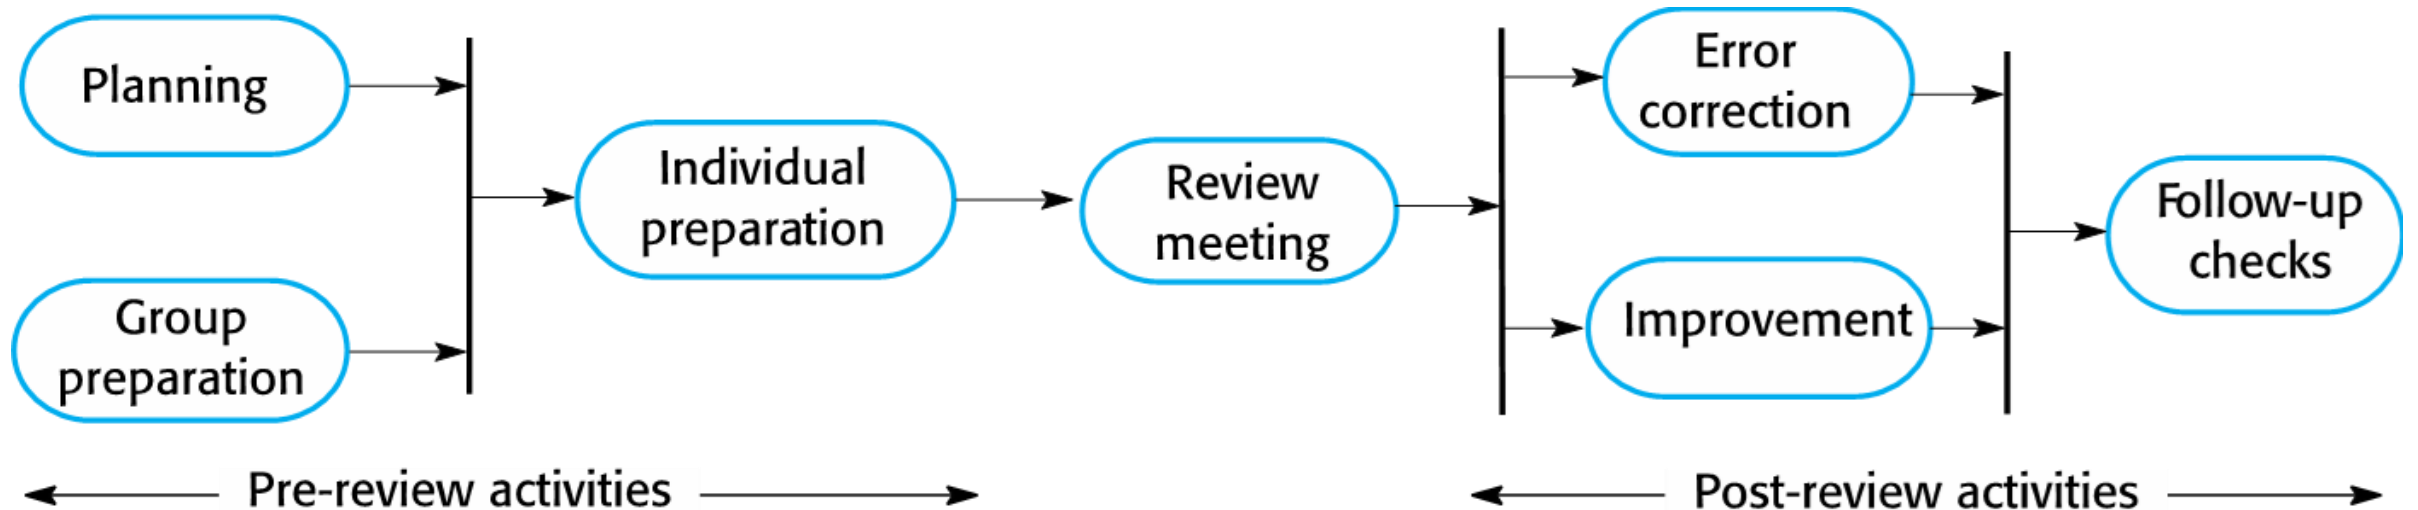 Planning
Group
preparation
Individual
preparation
Review
meeting
Error
correction
Improvement
Follow-up
checks
Pre-review activities
Post-review activities